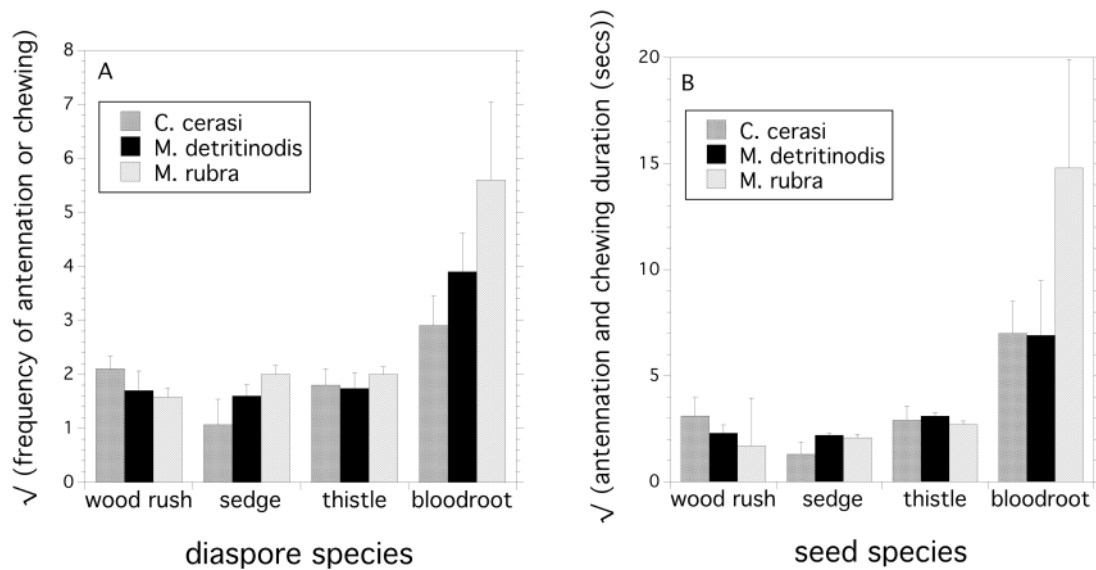 √ (frequency of antennation or chewing)
8
7
6
5
4
3
2
1
0
A
C. cerasi
M. detritinodis
M. rubra
wood rush sedge thistle bloodroot
diaspore species
√ (antennation and chewing duration (secs))
20
15
10
5
0
B
C. cerasi
M. detritinodis
M. rubra
wood rush sedge thistle bloodroot
seed species